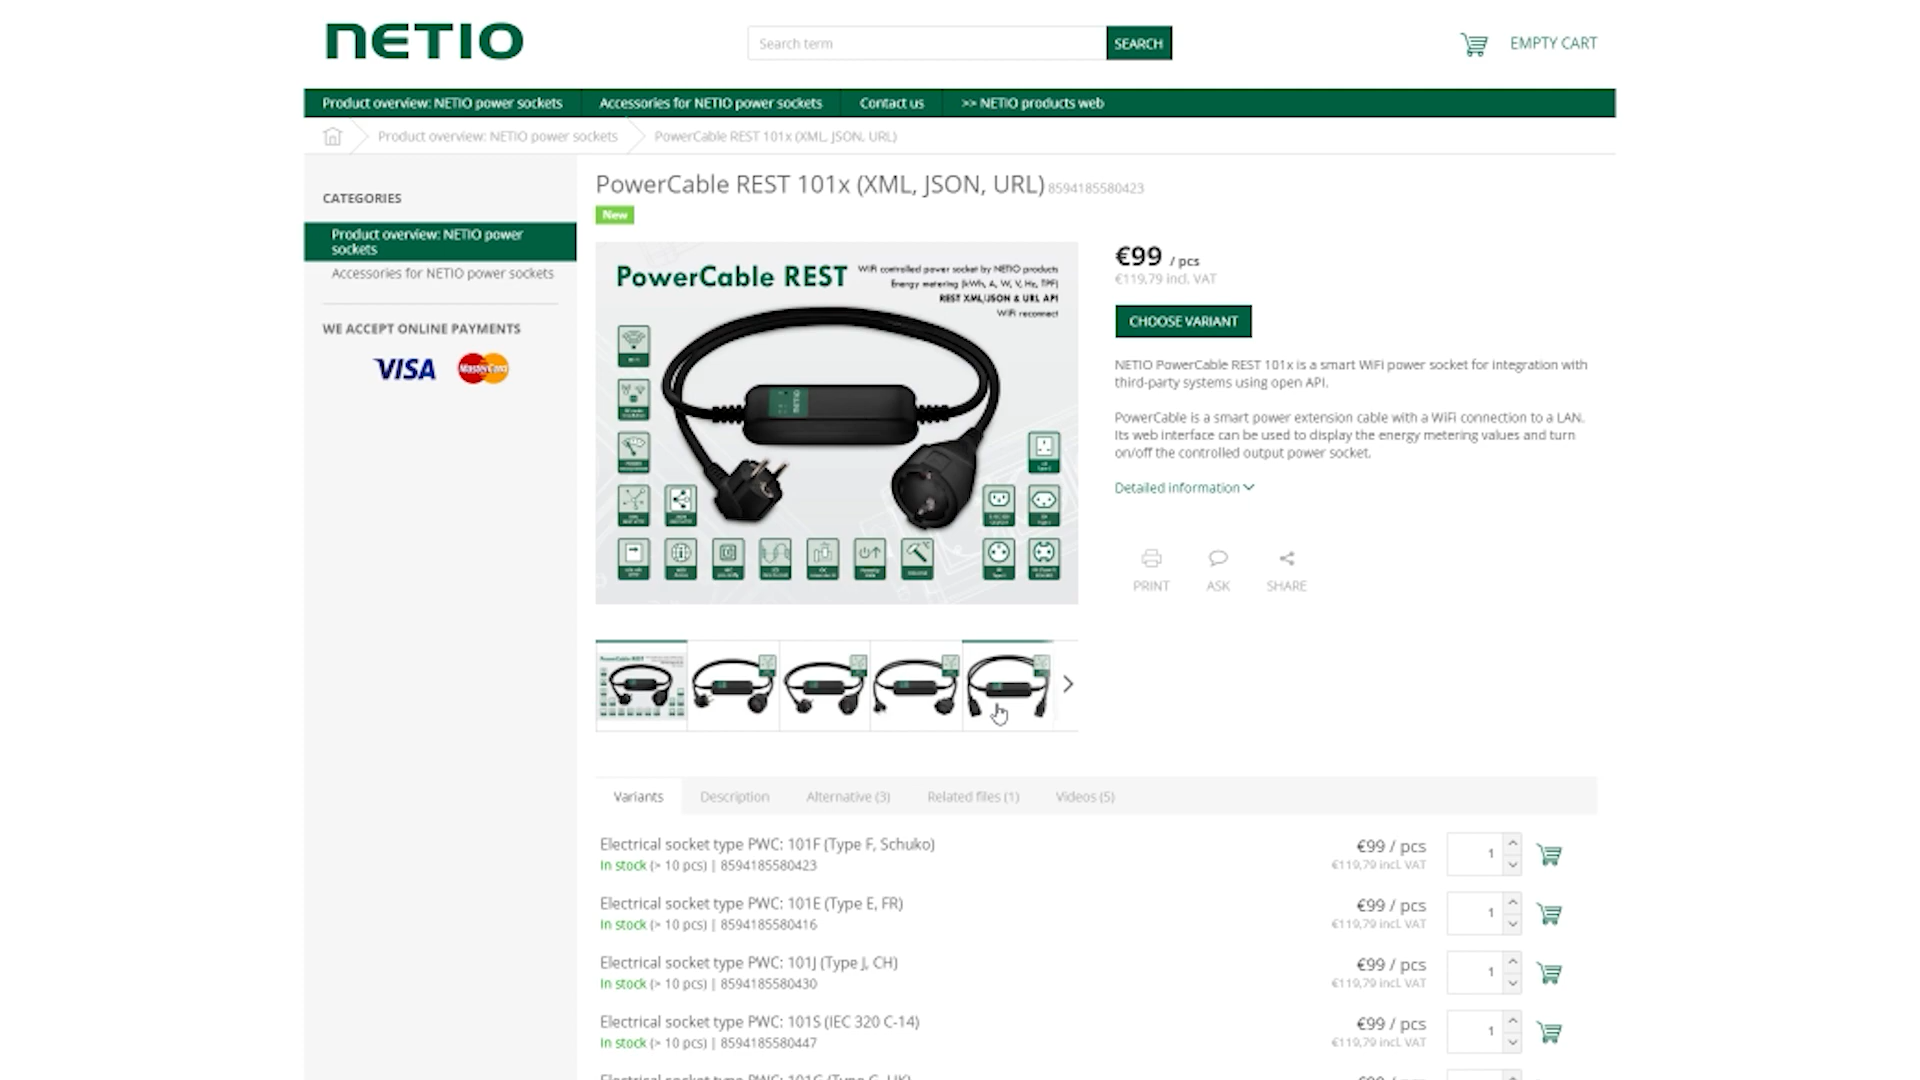 NETIO
Search term
SEARCH
EMPTY CART
Product overview: NETIO power sockets
Accessories for NETIO power sockets
Contact us
>> NETIO products web
Product overview: NETIO power sockets
PowerCable REST 101x (XML, JSON, URL)
CATEGORIES
Product overview: NETIO power
sockets
Accessories for NETIO power sockets
WE ACCEPT ONLINE PAYMENTS
VISA
MasterCard
PowerCable REST 101x (XML, JSON, URL) 8594185580423
New
PowerCable REST
WiFi controlled power socket by NETIO products
Energy metering (kWh, A, W, V, Hz, TPF)
REST XML/JSON & URL API
WiFi reconnect
NETIO
€99 / pcs
€119,79 incl. VAT
CHOOSE VARIANT
NETIO PowerCable REST 101x is a smart WiFi power socket for integration with
third-party systems using open API.
PowerCable is a smart power extension cable with a WiFi connection to a LAN.
Its web interface can be used to display the energy metering values and turn
on/off the controlled output power socket.
Detailed information
PRINT
ASK
SHARE
Variants
Description
Alternative (3)
Related files (1)
Videos (5)
Electrical socket type PWC: 101F (Type F, Schuko)
In stock (> 10 pcs) | 8594185580423
€99 / pcs
€119,79 incl. VAT
1
Electrical socket type PWC: 101E (Type E, FR)
In stock (> 10 pcs) | 8594185580416
€99 / pcs
€119,79 incl. VAT
1
Electrical socket type PWC: 101J (Type J, CH)
In stock (> 10 pcs) | 8594185580430
€99 / pcs
€119,79 incl. VAT
1
Electrical socket type PWC: 101S (IEC 320 C-14)
In stock (> 10 pcs) | 8594185580447
€99 / pcs
€119,79 incl. VAT
1
Electrical socket type PWC: 101G (Type G, UK)
€99 / pcs